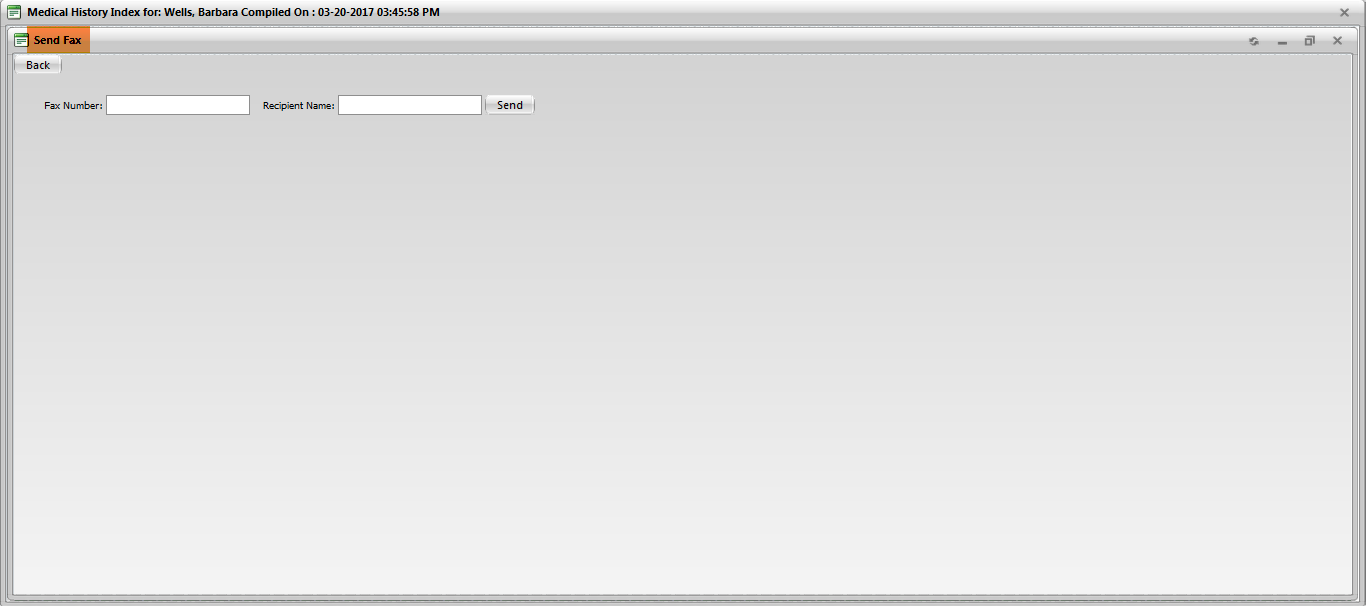 Medical History Index for: Wells, Barbara Compiled On : 03-20-2017 03:45:58 PM
Send Fax
Back
Fax Number: Recipient Name: Send